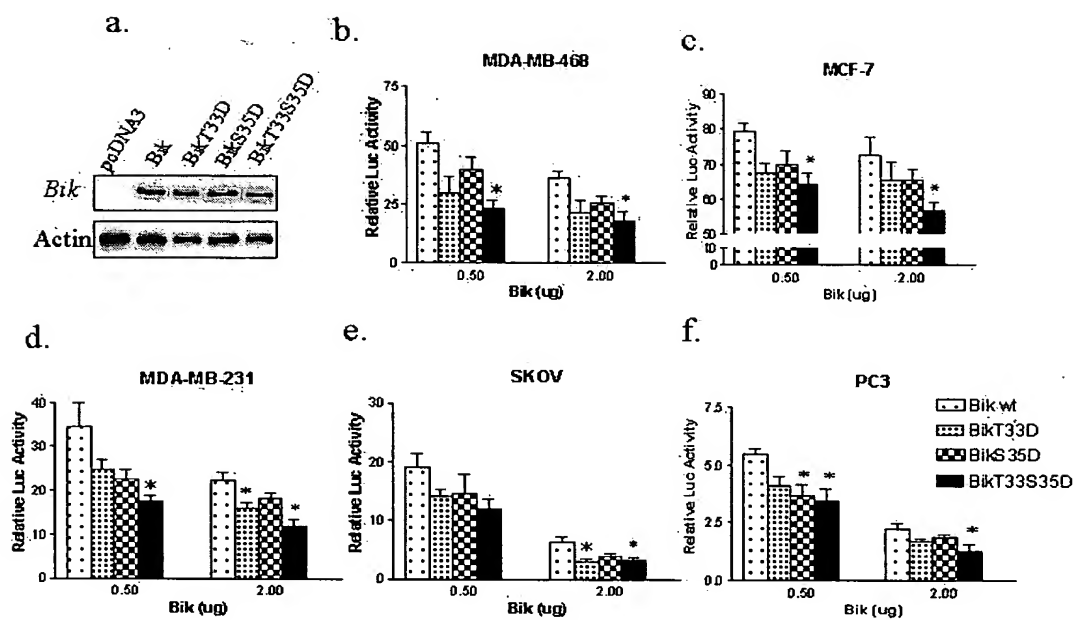 a.
pcDNA3
Bik
BikT33D
BikS35D
BikT33S35D
Bik
Actin
b.
MDA-MB-468
Relative Luc Activity
75
50
25
0
0.50
2.00
Bik (ug)
c.
MCF-7
Relative Luc Activity
90
80
70
60
50
10
0
0.50
2.00
Bik (ug)
d.
MDA-MB-231
Relative Luc Activity
40
30
20
10
0
0.50
2.00
Bik (ug)
e.
SKOV
Relative Luc Activity
30
20
10
0
0.50
2.00
Bik (ug)
f.
PC3
Relative Luc Activity
7.5
5.0
2.5
0.0
0.50
2.00
Bik (ug)
Bik wt
BikT33D
BikS35D
BikT33S35D